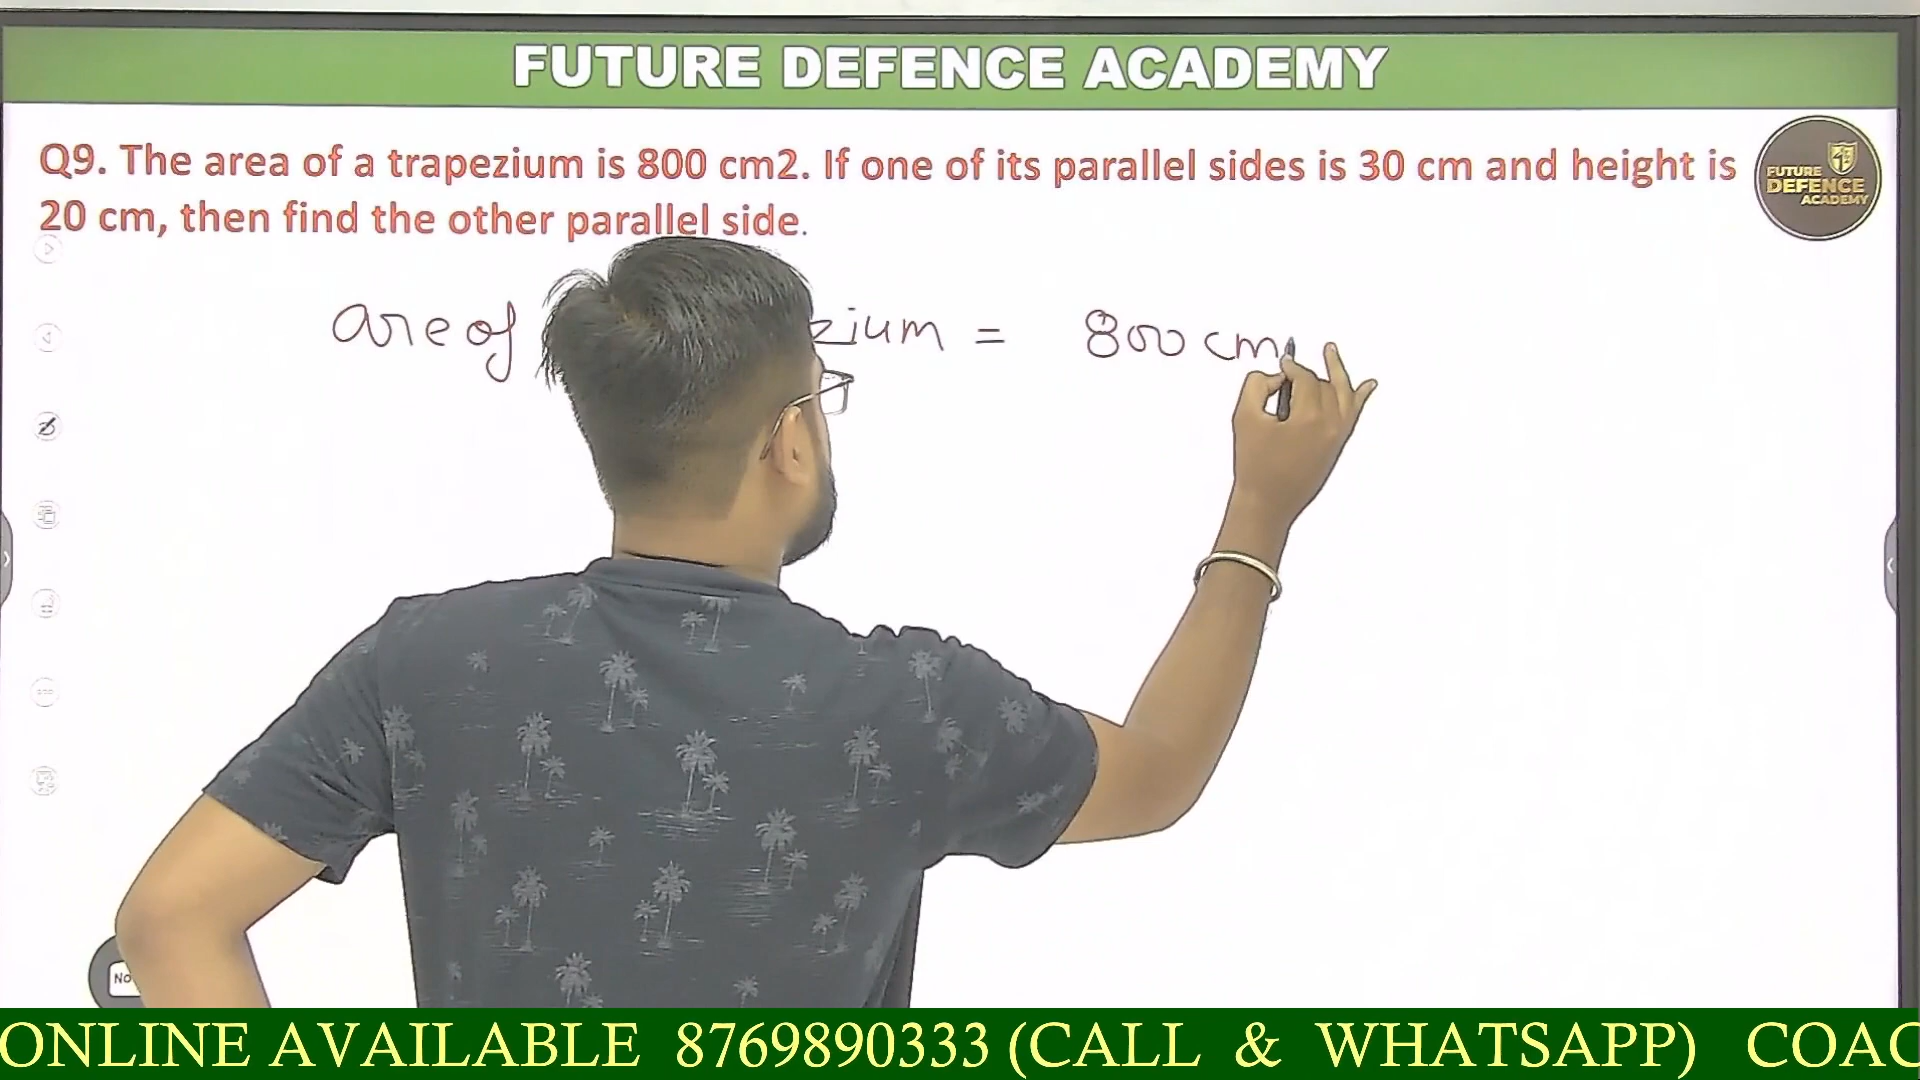 FUTURE DEFENCE ACADEMY
Q9. The area of a trapezium is 800 cm2. If one of its parallel sides is 30 cm and height is
20 cm, then find the other parallel side.
FUTURE
DEFENCE
ACADEMY
are of zium = 800 cm
No
ONLINE AVAILABLE 8769890333 (CALL & WHATSAPP) COAC